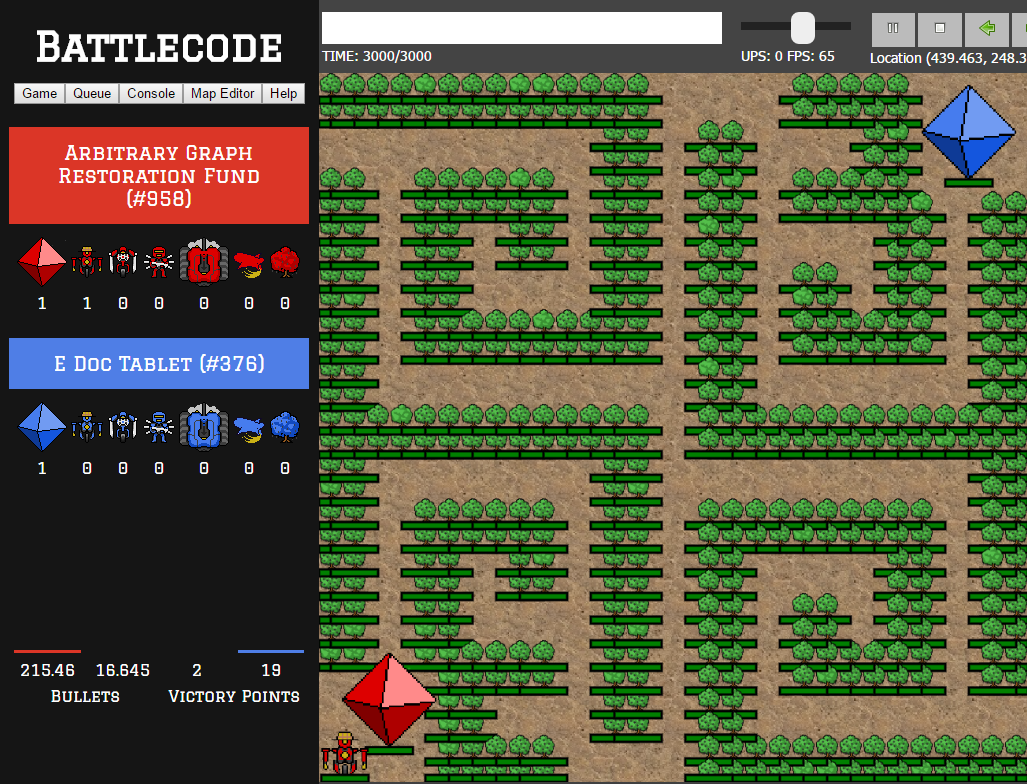 BATTLECODE
Game Queue Console Map Editor Help
TIME: 3000/3000
UPS: 0 FPS: 65
Location (439.463, 248.3
ARBITRARY GRAPH
RESTORATION FUND
(#958)
1 1 0 0 0 0 0
E DOC TABLET (#376)
1 0 0 0 0 0 0
215.46 16.645 2 19
BULLETS VICTORY POINTS